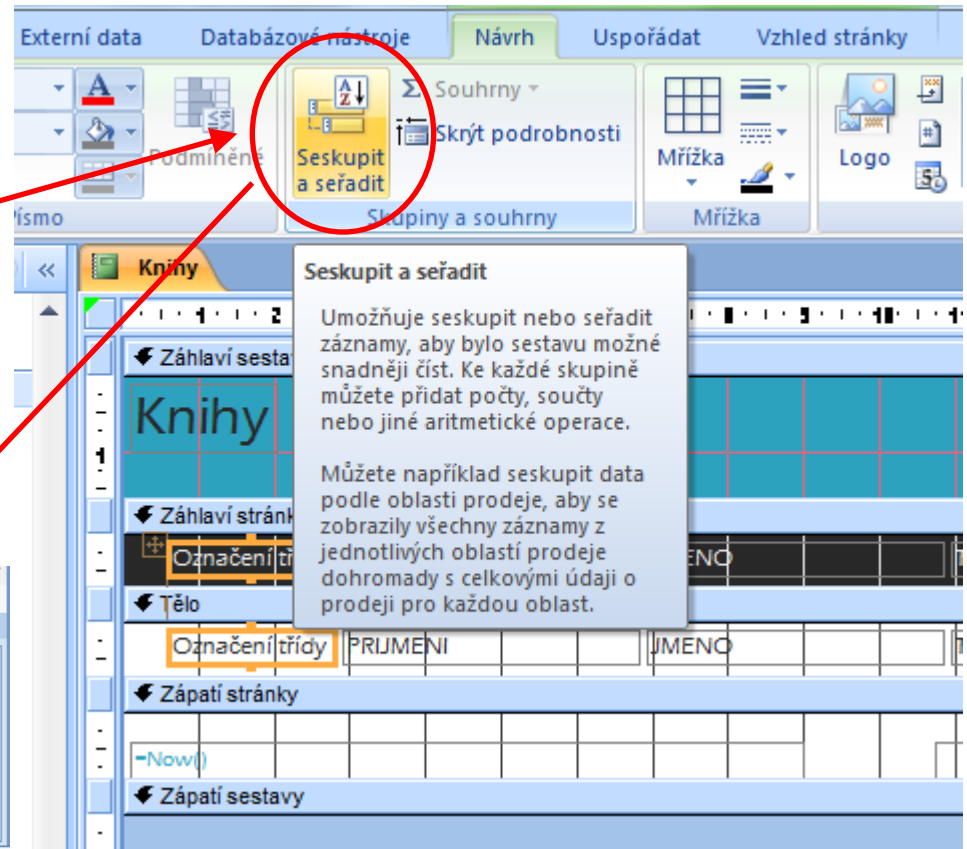 Externí data Databázové nástroje Návrh Uspořádat Vzhled stránky
A
Podmíněné
Seskupit
a seřadit
Σ Souhrny
Skrýt podrobnosti
Mřížka
Logo
Písmo
Skupiny a souhrny
Mřížka
Knihy
Seskupit a seřadit
Umožňuje seskupit nebo seřadit
záznamy, aby bylo sestavu možné
snadněji číst. Ke každé skupině
můžete přidat počty, součty
nebo jiné aritmetické operace.
Můžete například seskupit data
podle oblasti prodeje, aby se
zobrazily všechny záznamy z
jednotlivých oblastí prodeje
dohromady s celkovými údaji o
prodeji pro každou oblast.
Knihy
Záhlaví stránk
Označení
Tělo
Označení třídy PRIJMENI JMENO
Zápatí stránky
=Now()
Zápatí sestavy